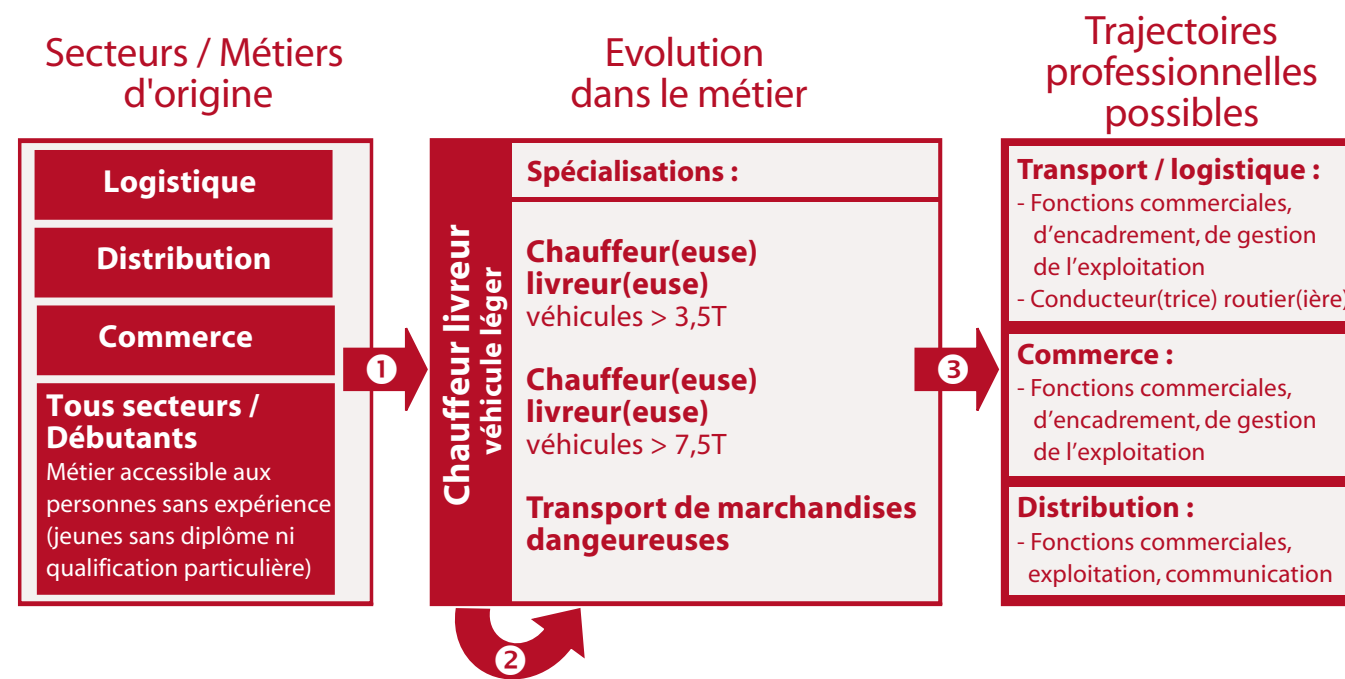 Secteurs / Métiers
d'origine
Logistique
Distribution
Commerce
Tous secteurs /
Débutants
Métier accessible aux
personnes sans expérience
(jeunes sans diplôme ni
qualification particulière)
1
Evolution
dans le métier
Chauffeur livreur
véhicule léger
Spécialisations :
Chauffeur(euse)
livreur(euse)
véhicules > 3,5T
Chauffeur(euse)
livreur(euse)
véhicules > 7,5T
Transport de marchandises
dangeureuses
2
3
Trajectoires
professionnelles
possibles
Transport / logistique :
- Fonctions commerciales,
d'encadrement, de gestion
de l’exploitation
- Conducteur(trice) routier(ière)
Commerce :
- Fonctions commerciales,
d'encadrement, de gestion
de l’exploitation
Distribution :
- Fonctions commerciales,
exploitation, communication